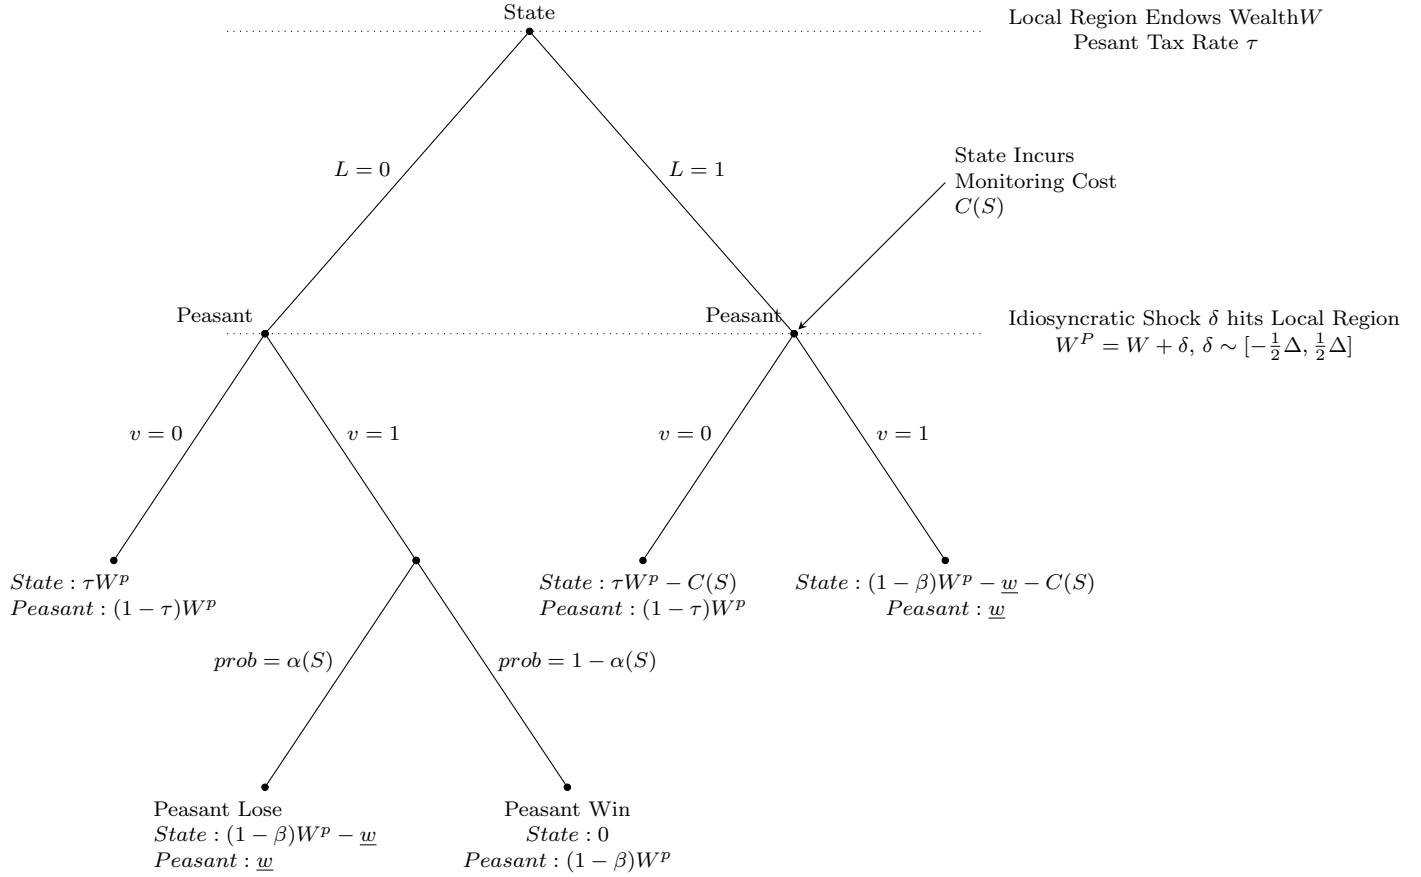 State
Local Region Endows WealthW
Pesant Tax Rate τ
L = 0
L = 1
State Incurs
Monitoring Cost
C(S)
Peasant
Peasant
Idiosyncratic Shock δ hits Local Region
W^P = W + δ, δ ∼ [−½Δ, ½Δ]
v = 0
v = 1
v = 0
v = 1
State : τW^p
Peasant : (1 − τ)W^p
State : τW^p − C(S)
Peasant : (1 − τ)W^p
State : (1 − β)W^p − w̲ − C(S)
Peasant : w̲
prob = α(S)
prob = 1 − α(S)
Peasant Lose
State : (1 − β)W^p − w̲
Peasant : w̲
Peasant Win
State : 0
Peasant : (1 − β)W^p